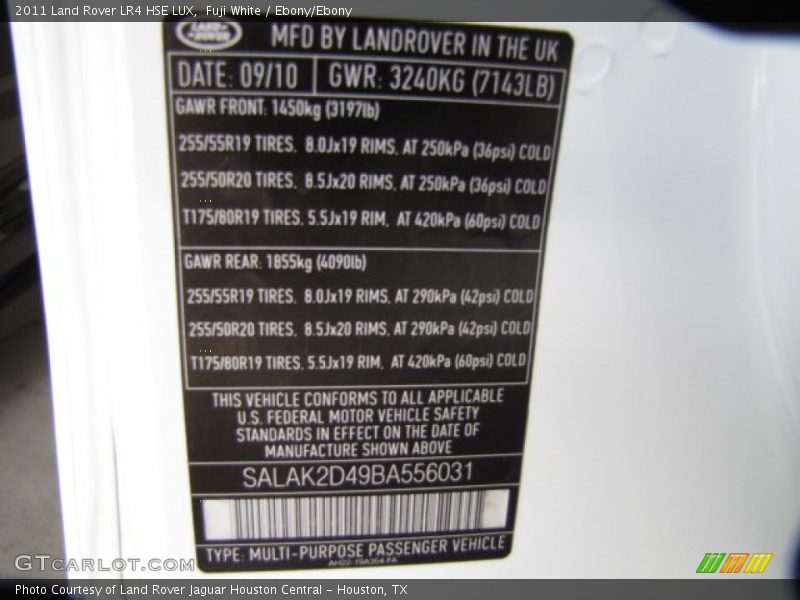 2011 Land Rover LR4 HSE LUX,  Fuji White / Ebony/Ebony
LAND ROVER
MFD BY LANDROVER IN THE UK
DATE: 09/10 GWR: 3240KG (7143LB)
GAWR FRONT: 1450kg (3197lb)
255/55R19 TIRES, 8.0Jx19 RIMS, AT 250kPa (36psi) COLD
255/50R20 TIRES, 8.5Jx20 RIMS, AT 250kPa (36psi) COLD
T175/80R19 TIRES, 5.5Jx19 RIM, AT 420kPa (60psi) COLD
GAWR REAR: 1855kg (4090lb)
255/55R19 TIRES, 8.0Jx19 RIMS, AT 290kPa (42psi) COLD
255/50R20 TIRES, 8.5Jx20 RIMS, AT 290kPa (42psi) COLD
T175/80R19 TIRES, 5.5Jx19 RIM, AT 420kPa (60psi) COLD
THIS VEHICLE CONFORMS TO ALL APPLICABLE
U.S. FEDERAL MOTOR VEHICLE SAFETY
STANDARDS IN EFFECT ON THE DATE OF
MANUFACTURE SHOWN ABOVE
SALAK2D49BA556031
TYPE: MULTI-PURPOSE PASSENGER VEHICLE
GTCarLot.com
Photo Courtesy of Land Rover Jaguar Houston Central - Houston, TX